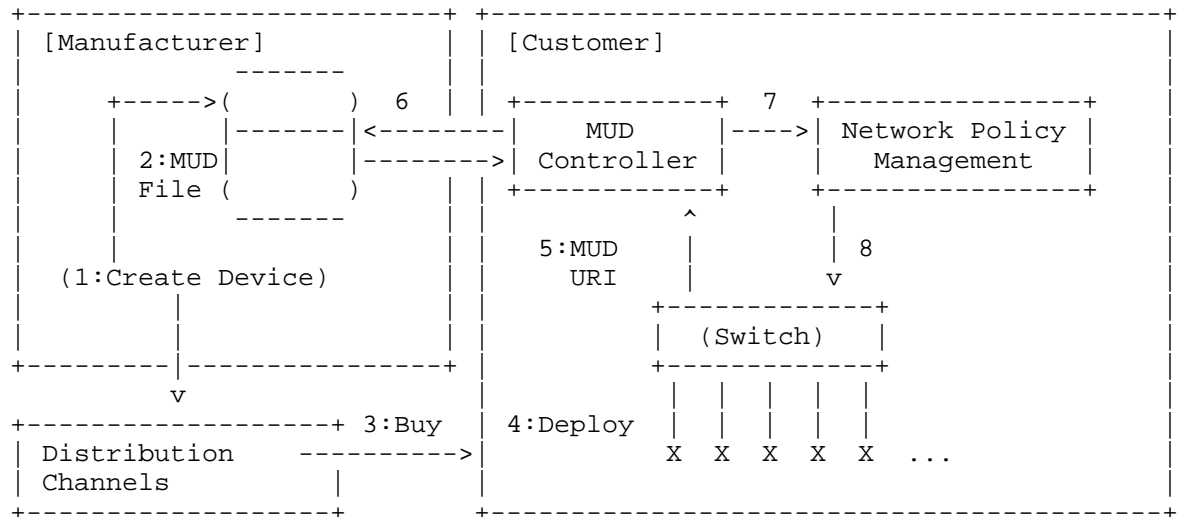 [Manufacturer] [Customer]
6 7
MUD Network Policy
2:MUD Controller Management
File
5:MUD 8
(1:Create Device) URI
(Switch)
3:Buy 4:Deploy
Distribution X X X X X ...
Channels